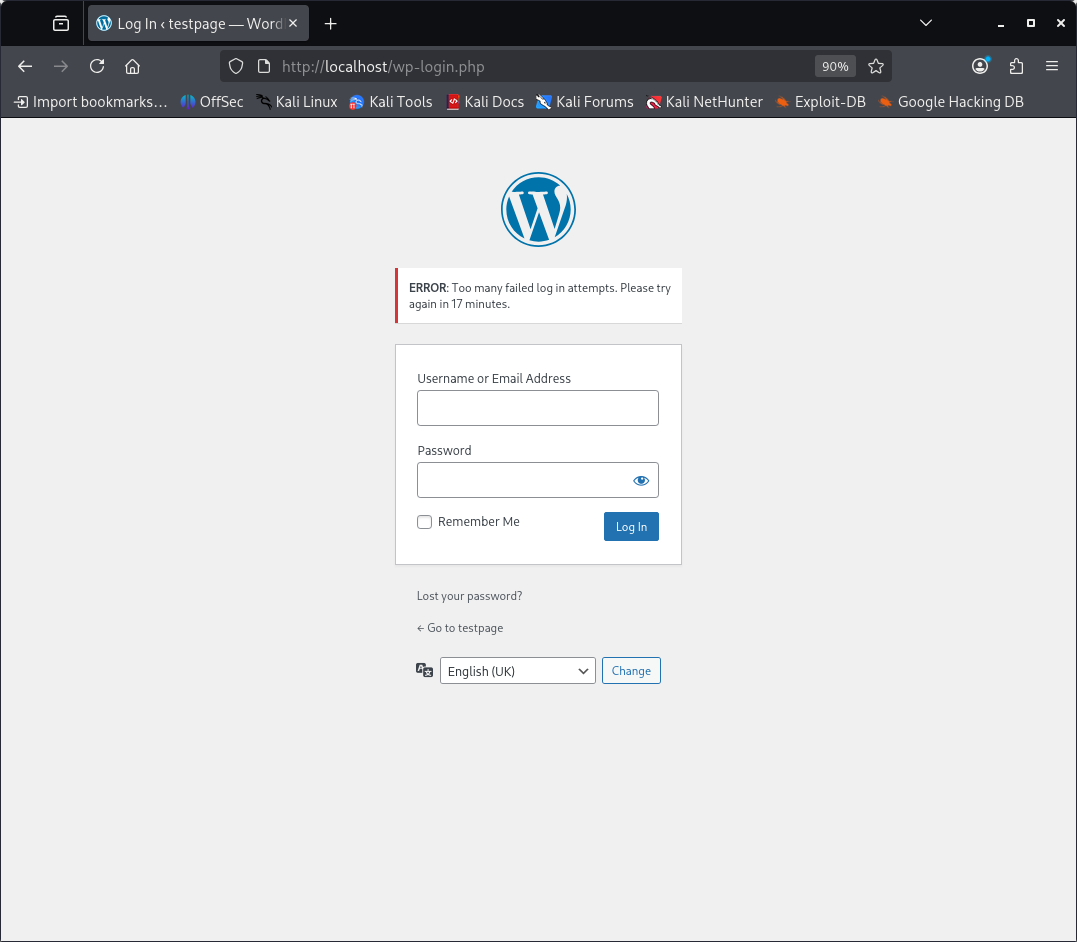 Log In ‹ testpage — Word
http://localhost/wp-login.php
90%
Import bookmarks…
OffSec
Kali Linux
Kali Tools
Kali Docs
Kali Forums
Kali NetHunter
Exploit-DB
Google Hacking DB
ERROR: Too many failed log in attempts. Please try
again in 17 minutes.
Username or Email Address
Password
Remember Me
Log In
Lost your password?
← Go to testpage
English (UK)
Change